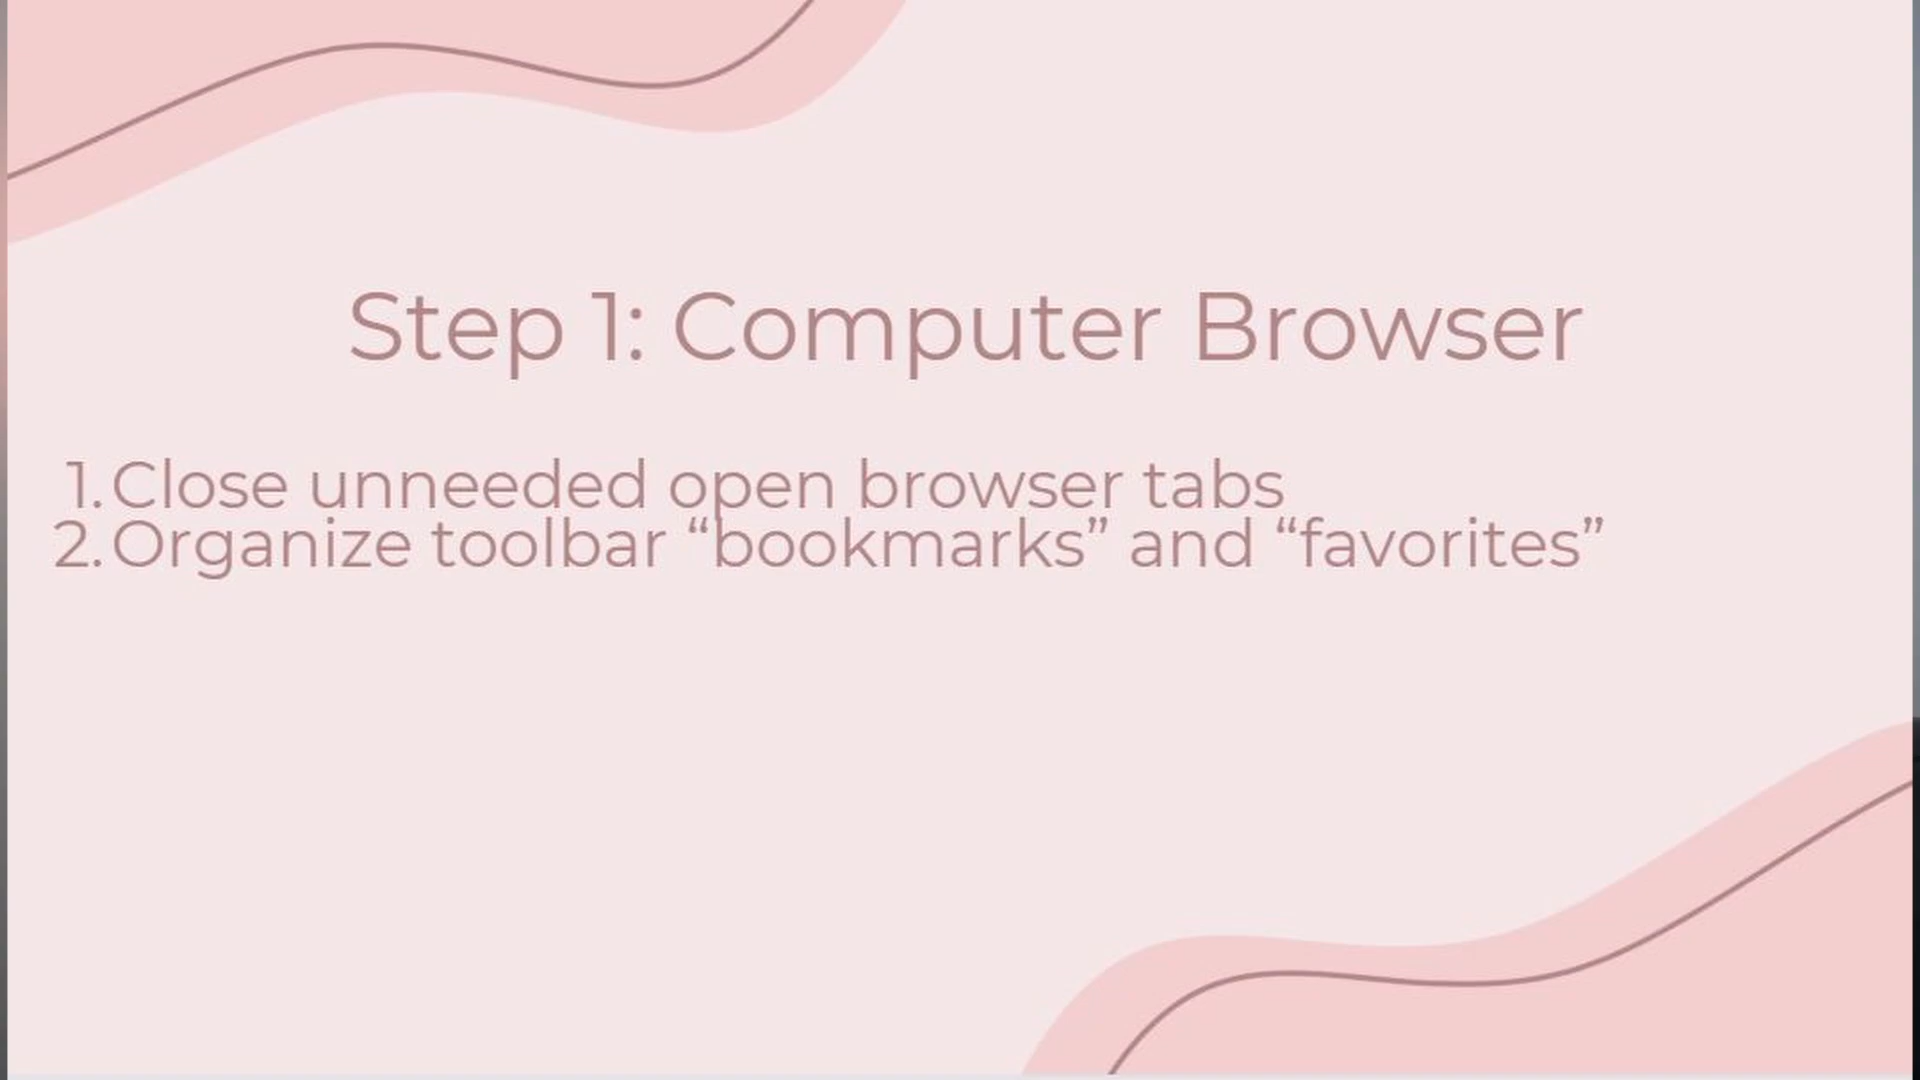 Step 1: Computer Browser
1. Close unneeded open browser tabs
2. Organize toolbar “bookmarks” and “favorites”